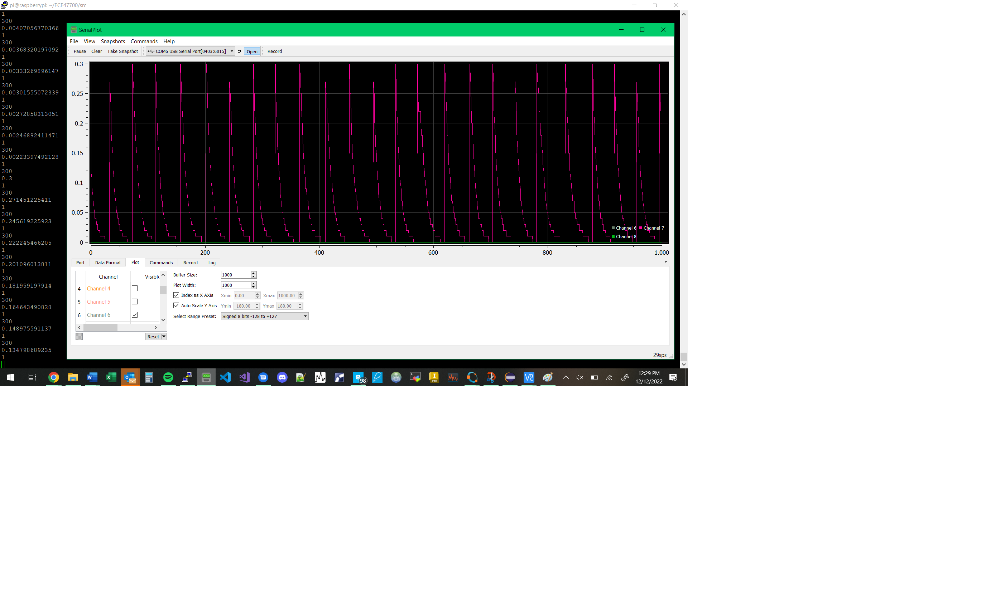 pi@raspberrypi: ~/ECE47700/src
1
300
0.00407056770366
1
300
0.00368320197092
1
300
0.00333269896147
1
300
0.00301555072339
1
300
0.00272858313051
1
300
0.00246892411471
1
300
0.00223397492128
1
300
0.3
1
300
0.271451225411
1
300
0.245619225923
1
300
0.222245466205
1
300
0.201096013811
1
300
0.181959197914
1
300
0.164643490828
1
300
0.148975591137
1
300
0.134798689235
1
SerialPlot
File View Snapshots Commands Help
Pause Clear Take Snapshot COM6 USB Serial Port[0403:6015] Open Record
0.3
0.25
0.2
0.15
0.1
0.05
0
Channel 6 Channel 7
Channel 8
0 200 400 600 800 1,000
Port Data Format Plot Commands Record Log
Channel Visible
4 Channel 4
5 Channel 5
6 Channel 6
Reset
Buffer Size: 1000
Plot Width: 1000
Index as X AXis Xmin 0.00 Xmax 1000.00
Auto Scale Y Axis Ymin -180.00 Ymax 180.00
Select Range Preset: Signed 8 bits -128 to +127
29sps
98
PRO
12:29 PM
12/12/2022